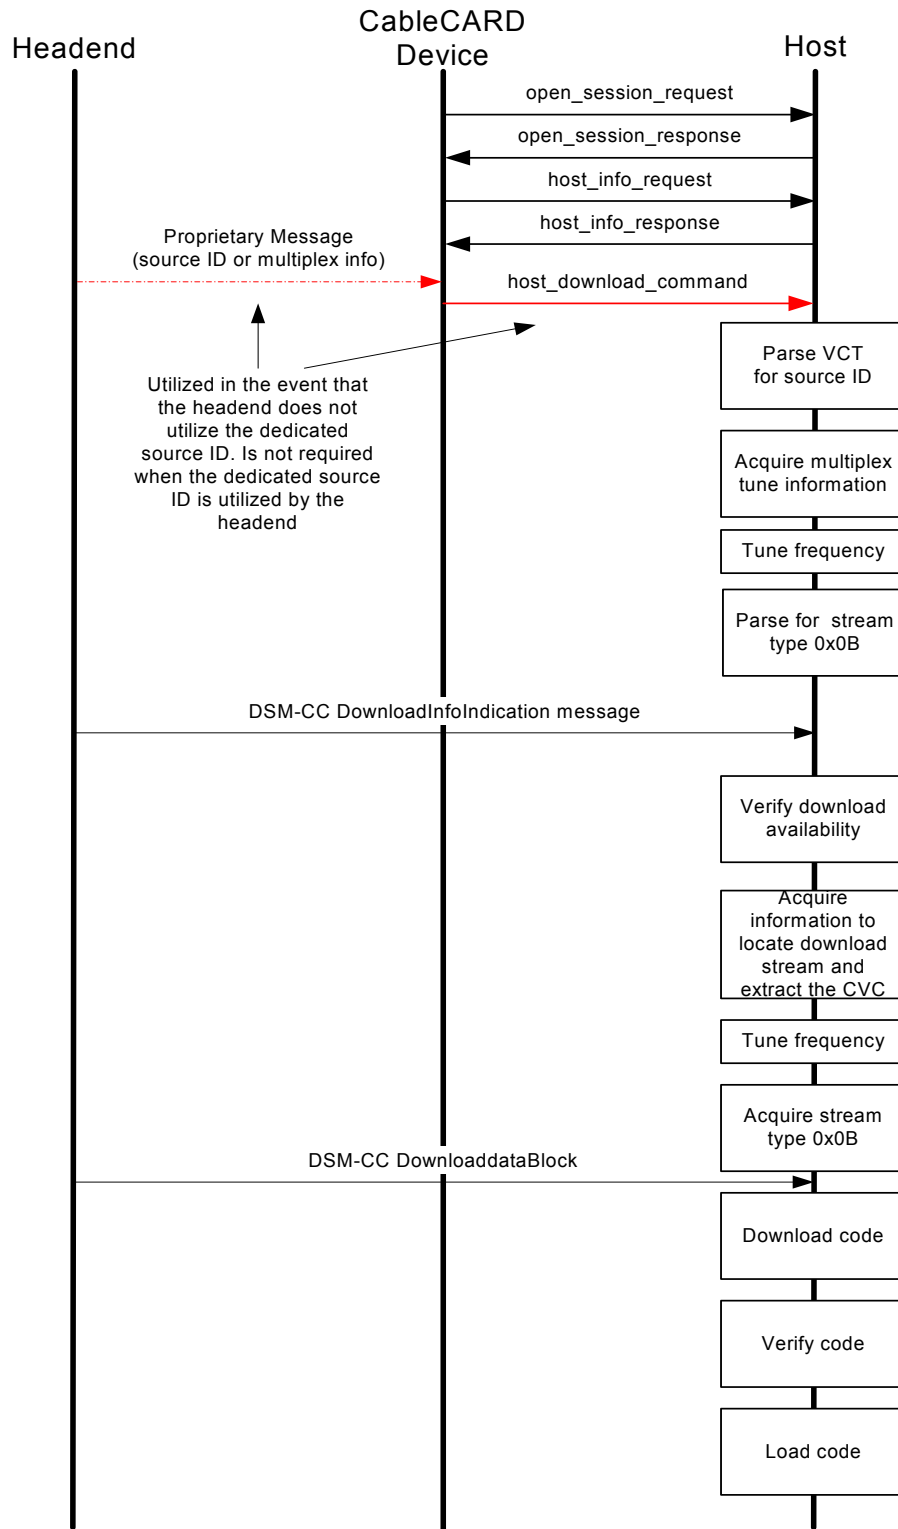 Headend
CableCARD
Device
Host
open_session_request
open_session_response
host_info_request
host_info_response
Proprietary Message
(source ID or multiplex info)
host_download_command
Utilized in the event that
the headend does not
utilize the dedicated
source ID. Is not required
when the dedicated source
ID is utilized by the
headend
Parse VCT
for source ID
Acquire multiplex
tune information
Tune frequency
Parse for stream
type 0x0B
DSM-CC DownloadInfoIndication message
Verify download
availability
Acquire
information to
locate download
stream and
extract the CVC
Tune frequency
Acquire stream
type 0x0B
DSM-CC DownloaddataBlock
Download code
Verify code
Load code